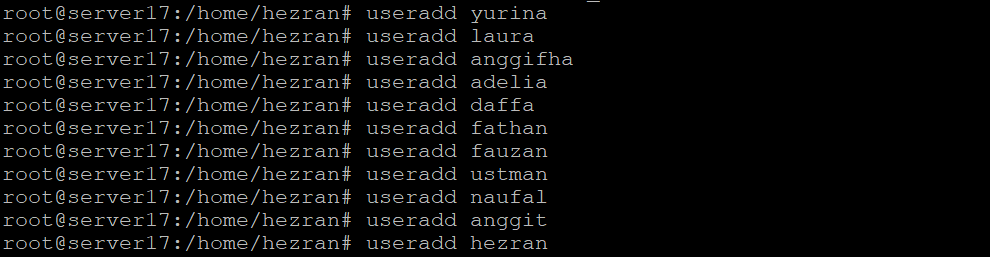 root@server17:/home/hezran# useradd yurina
root@server17:/home/hezran# useradd laura
root@server17:/home/hezran# useradd anggifha
root@server17:/home/hezran# useradd adelia
root@server17:/home/hezran# useradd daffa
root@server17:/home/hezran# useradd fathan
root@server17:/home/hezran# useradd fauzan
root@server17:/home/hezran# useradd ustman
root@server17:/home/hezran# useradd naufal
root@server17:/home/hezran# useradd anggit
root@server17:/home/hezran# useradd hezran